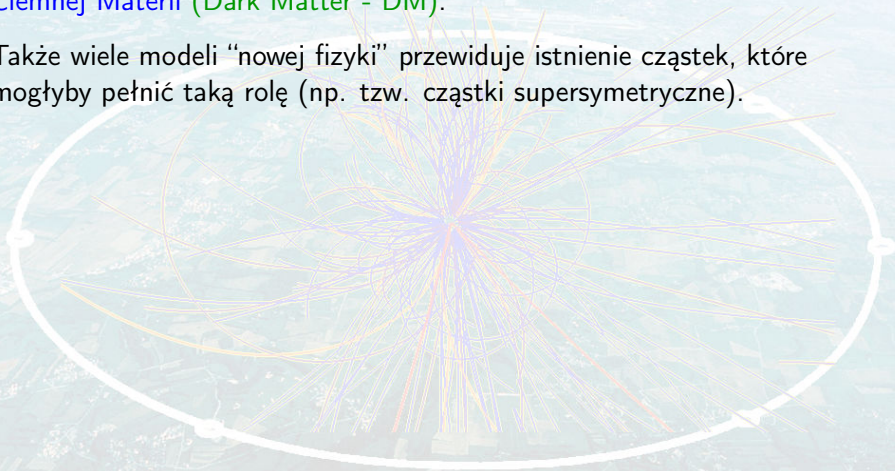 Ciemnej Materii (Dark Matter - DM).
Także wiele modeli “nowej fizyki” przewiduje istnienie cząstek, które
mogłyby pełnić taką rolę (np. tzw. cząstki supersymetryczne).